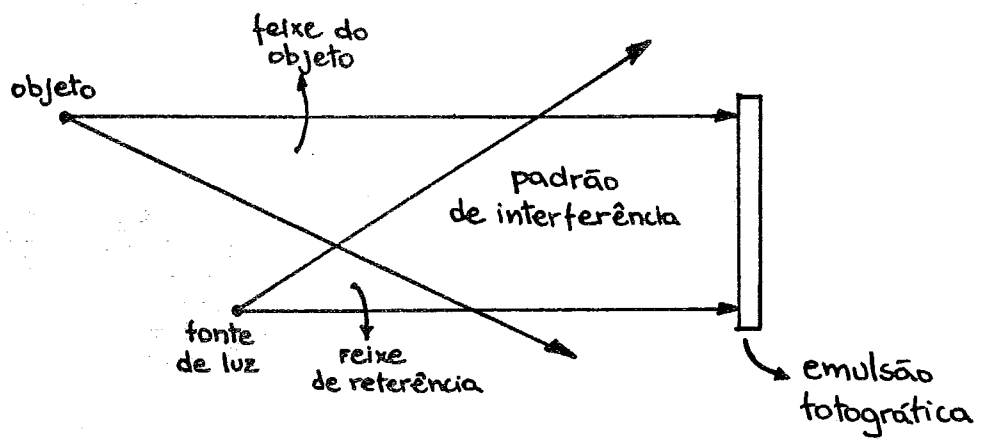 feixe do
objeto
objeto
padrão
de interferência
fonte
de luz
feixe
de referência
emulsão
fotográfica